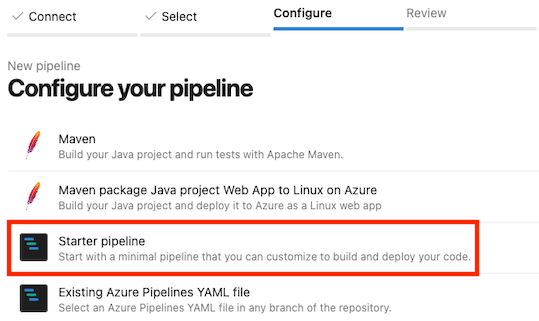 Connect
Select
Configure
Review
New pipeline
Configure your pipeline
Maven
Build your Java project and run tests with Apache Maven.
Maven package Java project Web App to Linux on Azure
Build your Java project and deploy it to Azure as a Linux web app
Starter pipeline
Start with a minimal pipeline that you can customize to build and deploy your code.
Existing Azure Pipelines YAML file
Select an Azure Pipelines YAML file in any branch of the repository.